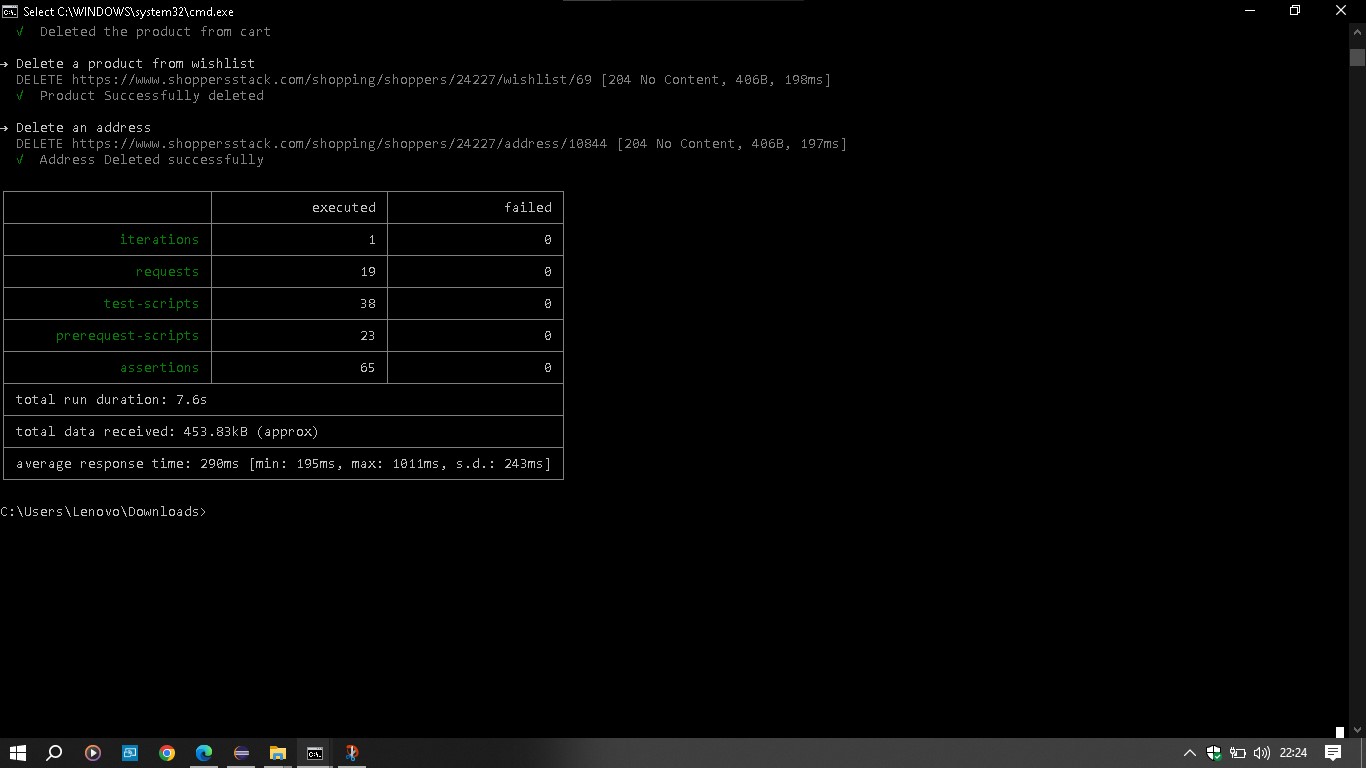 Select C:\WINDOWS\system32\cmd.exe
√ Deleted the product from cart
→ Delete a product from wishlist
DELETE https://www.shoppersstack.com/shopping/shoppers/24227/wishlist/69 [204 No Content, 406B, 198ms]
√ Product Successfully deleted
→ Delete an address
DELETE https://www.shoppersstack.com/shopping/shoppers/24227/address/10844 [204 No Content, 406B, 197ms]
√ Address Deleted successfully
executed failed
iterations 1 0
requests 19 0
test-scripts 38 0
prerequest-scripts 23 0
assertions 65 0
total run duration: 7.6s
total data received: 453.83kB (approx)
average response time: 290ms [min: 195ms, max: 1011ms, s.d.: 243ms]
C:\Users\Lenovo\Downloads>
22:24